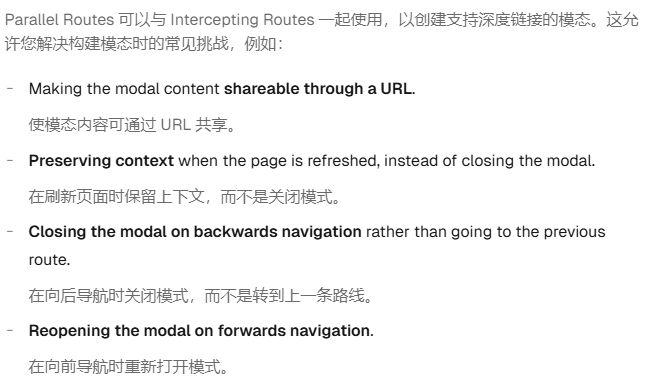 Parallel Routes 可以与 Intercepting Routes 一起使用，以创建支持深度链接的模态。这允
许您解决构建模态时的常见挑战，例如：
- Making the modal content shareable through a URL.
使模态内容可通过 URL 共享。
- Preserving context when the page is refreshed, instead of closing the modal.
在刷新页面时保留上下文，而不是关闭模式。
- Closing the modal on backwards navigation rather than going to the previous
route.
在向后导航时关闭模式，而不是转到上一条路线。
- Reopening the modal on forwards navigation.
在向前导航时重新打开模式。